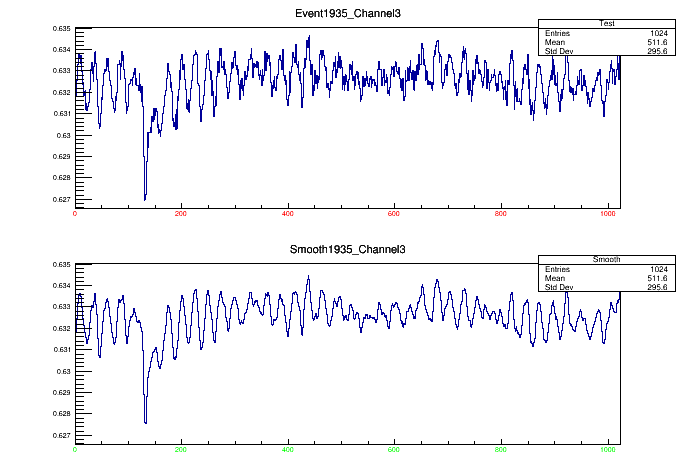 Event1935_Channel3
Test
Entries 1024
Mean 511.6
Std Dev 295.6
0.635
0.634
0.633
0.632
0.631
0.63
0.629
0.628
0.627
0 200 400 600 800 1000
Smooth1935_Channel3
Smooth
Entries 1024
Mean 511.6
Std Dev 295.6
0.635
0.634
0.633
0.632
0.631
0.63
0.629
0.628
0.627
0 200 400 600 800 1000